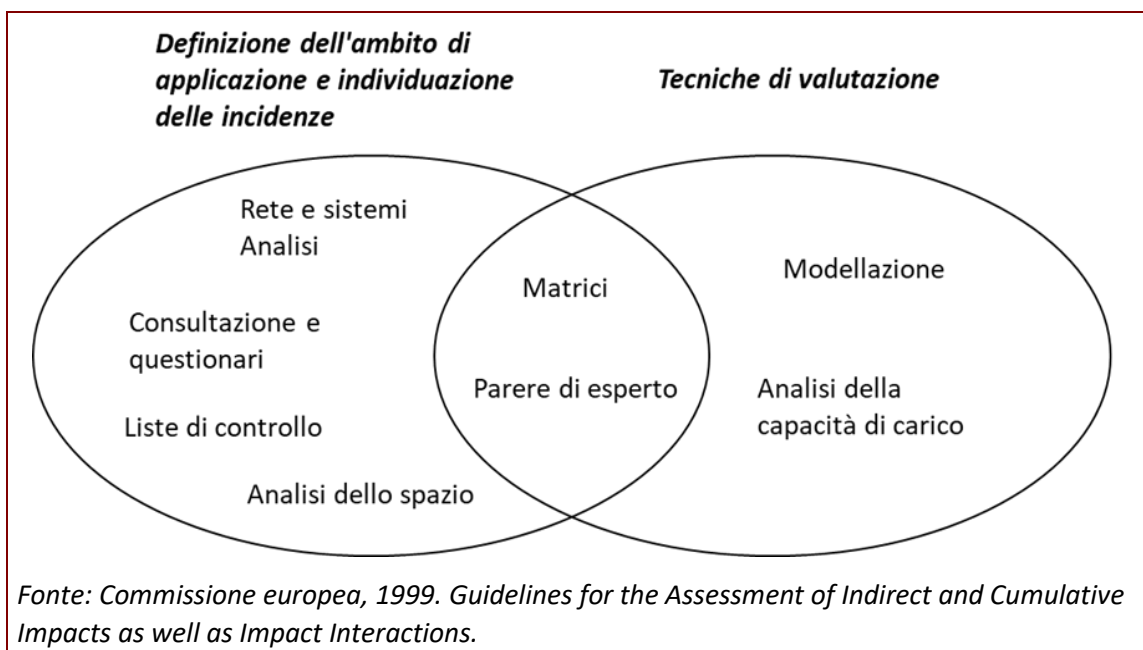 Definizione dell'ambito di
applicazione e individuazione
delle incidenze
Tecniche di valutazione
Rete e sistemi
Analisi
Consultazione e
questionari
Liste di controllo
Analisi dello spazio
Matrici
Parere di esperto
Modellazione
Analisi della
capacità di carico
Fonte: Commissione europea, 1999. Guidelines for the Assessment of Indirect and Cumulative
Impacts as well as Impact Interactions.